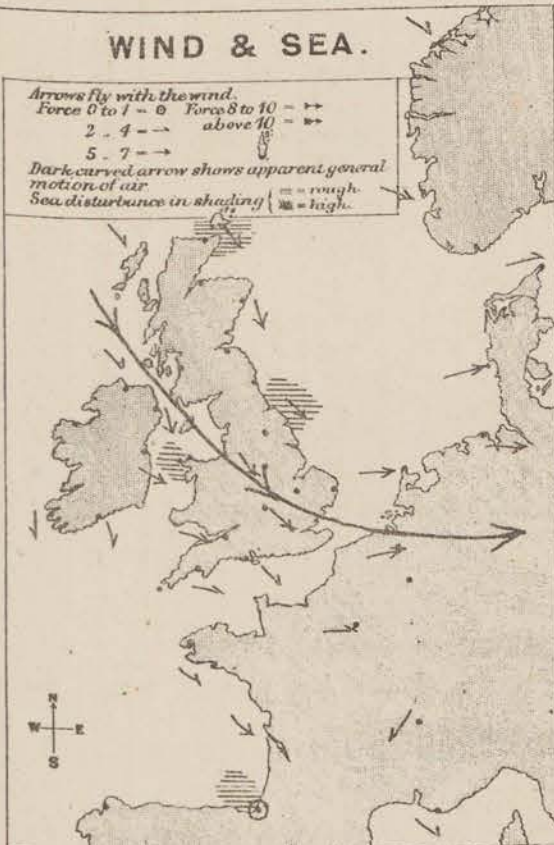 WIND & SEA.
Arrows fly with the wind.
Force 0 to 1 = Force 8 to 10 =
2 - 4 = above 10 =
5 - 7 =
Dark curved arrow shows apparent general
motion of air
Sea disturbance in shading { = rough
= high.
N
W E
S